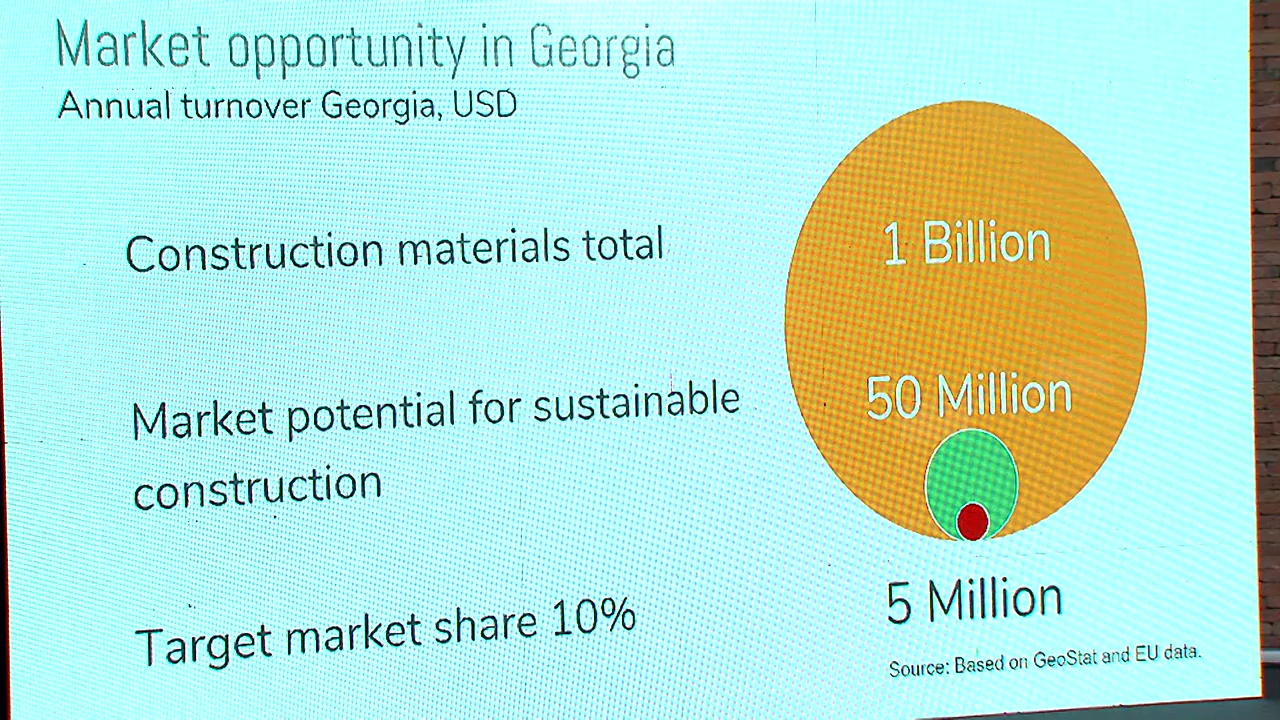 Market opportunity in Georgia
Annual turnover Georgia, USD
Construction materials total
1 Billion
50 Million
Market potential for sustainable
construction
5 Million
Target market share 10%
Source: Based on GeoStat and EU data.